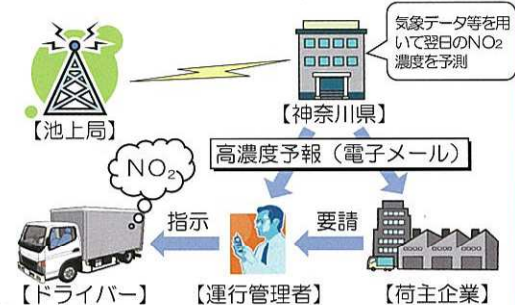 気象データ等を用
いて翌日のNO₂
濃度を予測
【池上局】
【神奈川県】
高濃度予報（電子メール）
NO₂
指示
要請
【ドライバー】
【運行管理者】
【荷主企業】